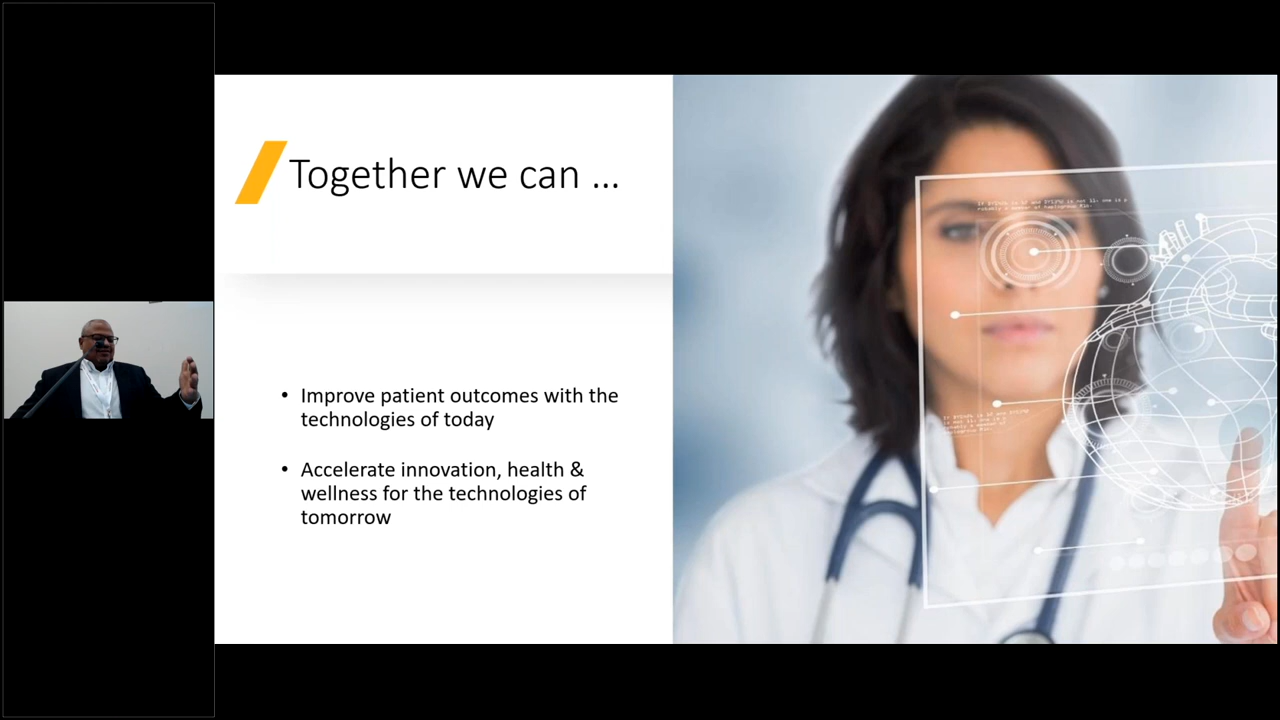 Together we can ...
• Improve patient outcomes with the
technologies of today
• Accelerate innovation, health &
wellness for the technologies of
tomorrow